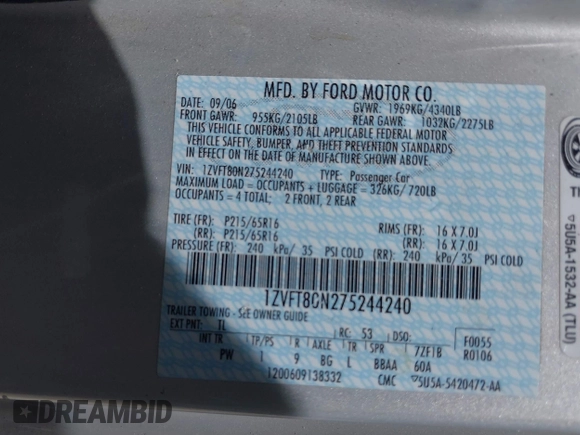 MFD. BY FORD MOTOR CO.
DATE: 09/06 GVWR: 1969KG/4340LB
FRONT GAWR: 955KG/2105LB REAR GAWR: 1032KG/2275LB
THIS VEHICLE CONFORMS TO ALL APPLICABLE FEDERAL MOTOR
VEHICLE SAFETY, BUMPER, AND THEFT PREVENTION STANDARDS
IN EFFECT ON THE DATE OF MANUFACTURE SHOWN ABOVE.
VIN: 1ZVFT80N275244240 TYPE: Passenger Car
MAXIMUM LOAD = OCCUPANTS + LUGGAGE = 326KG/720LB
OCCUPANTS = 4 TOTAL; 2 FRONT, 2 REAR
TIRE (FR): P215/65R16 RIMS (FR): 16 X 7.0J
(RR): P215/65R16 (RR): 16 X 7.0J
PRESSURE (FR): 240 kPa/ 35 PSI COLD (RR): 240 kPa/ 35 PSI COLD
1ZVFT80N275244240
TRAILER TOWING - SEE OWNER GUIDE
EXT PNT: TL RC: 53 DSO: F0055
INT TR TP/PS R AXLE TR SPR 7ZF1B R0106
PW I 9 BG L BBAA 60A
1200609138332 CMC 5U5A-5420472-AA
5U5A-1532-AA (TLU)
DREAMBID